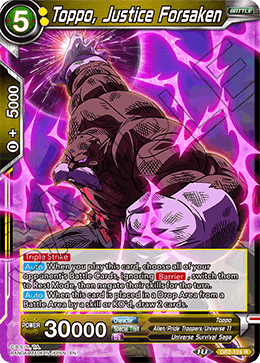 5
Toppo, Justice Forsaken
BATTLE
+ 5000
Triple Strike
Auto When you play this card, choose all of your
opponent's Battle Cards, ignoring Barrier, switch them
to Rest Mode, then negate their skills for the turn.
Auto When this card is placed in a Drop Area from a
Battle Area by a skill or KO'd, draw 2 cards.
POWER
30000
Character
Toppo
Special Trait
Alien/Pride Troopers/Universe 11
Universe Survival Saga
DB2-124 R